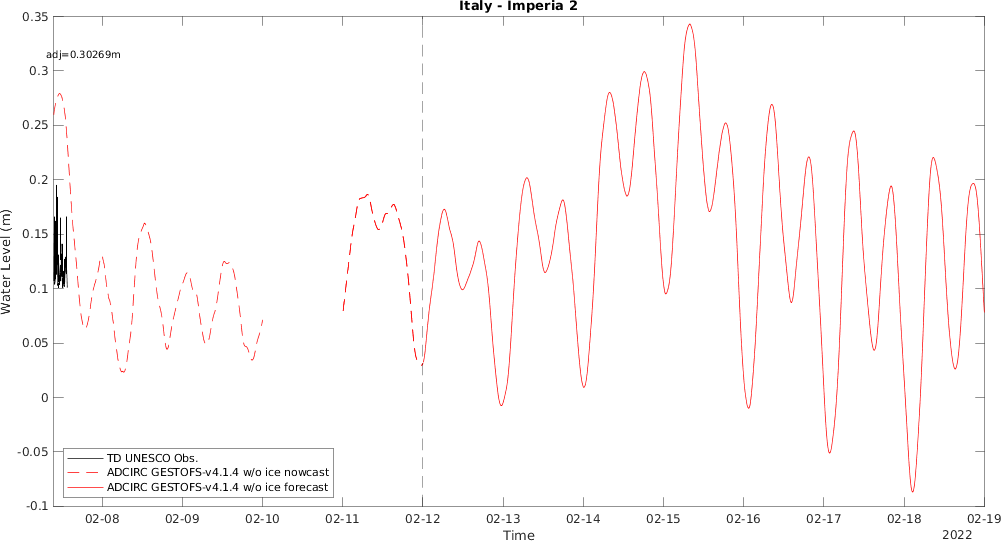 Italy - Imperia 2
adj=0.30269m
Water Level (m)
0.35
0.3
0.25
0.2
0.15
0.1
0.05
0
-0.05
-0.1
TD UNESCO Obs.
ADCIRC GESTOFS-v4.1.4 w/o ice nowcast
ADCIRC GESTOFS-v4.1.4 w/o ice forecast
02-08 02-09 02-10 02-11 02-12 02-13 02-14 02-15 02-16 02-17 02-18 02-19
Time
2022